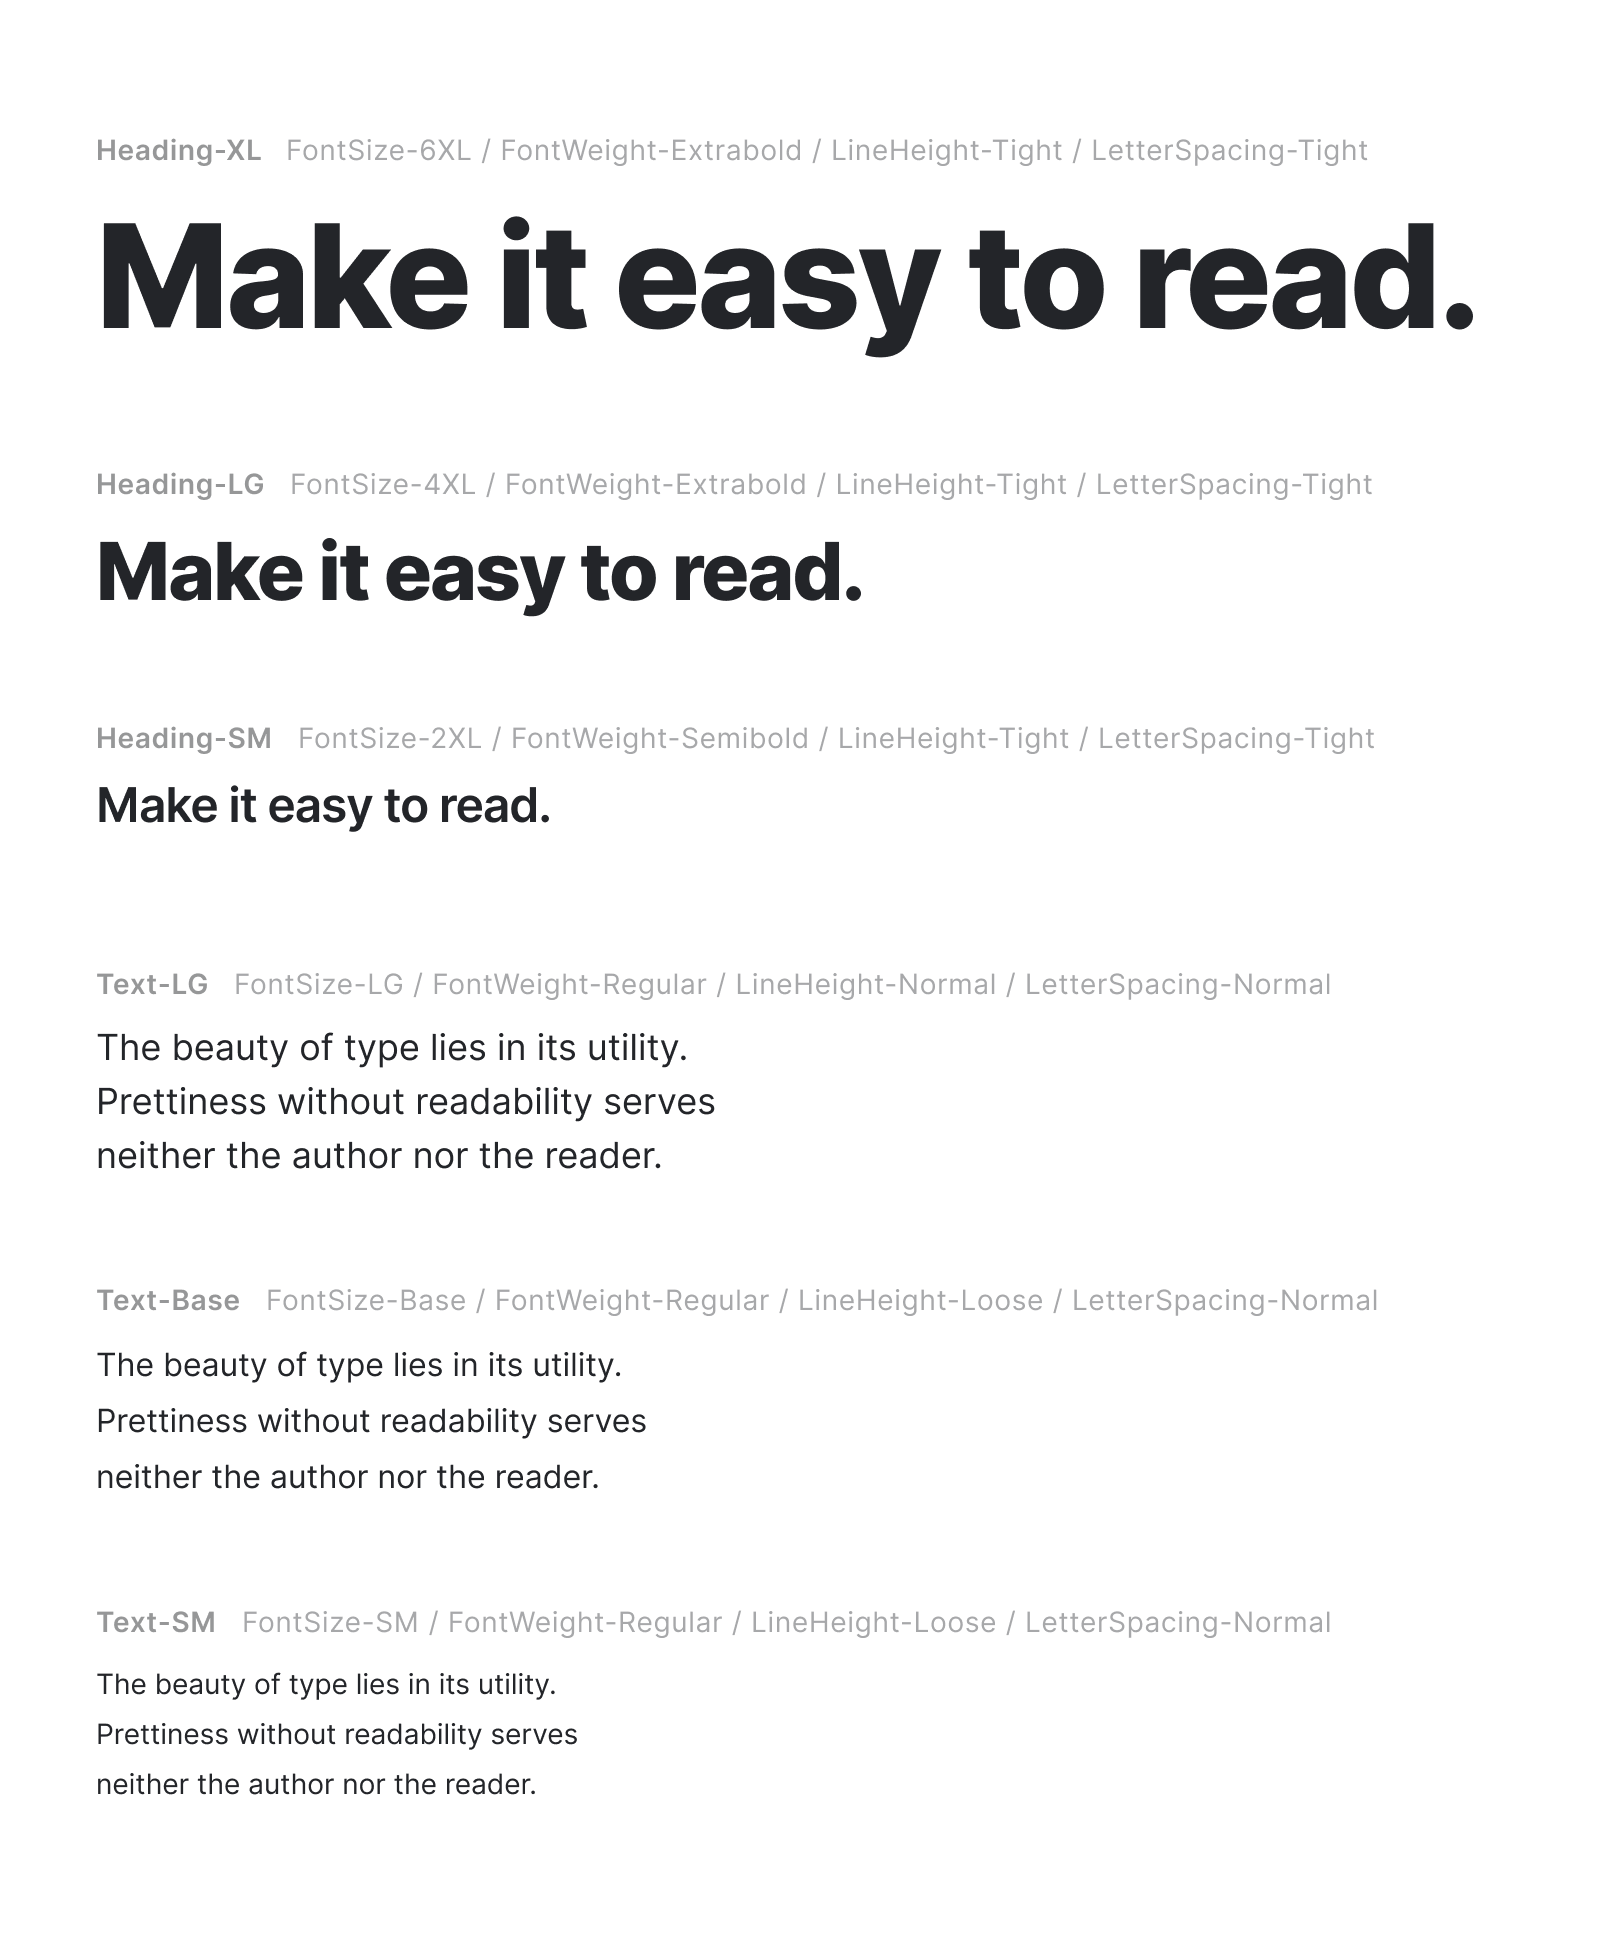 Heading-XL FontSize-6XL / FontWeight-Extrabold / LineHeight-Tight / LetterSpacing-Tight
Make it easy to read.
Heading-LG FontSize-4XL / FontWeight-Extrabold / LineHeight-Tight / LetterSpacing-Tight
Make it easy to read.
Heading-SM FontSize-2XL / FontWeight-Semibold / LineHeight-Tight / LetterSpacing-Tight
Make it easy to read.
Text-LG FontSize-LG / FontWeight-Regular / LineHeight-Normal / LetterSpacing-Normal
The beauty of type lies in its utility.
Prettiness without readability serves
neither the author nor the reader.
Text-Base FontSize-Base / FontWeight-Regular / LineHeight-Loose / LetterSpacing-Normal
The beauty of type lies in its utility.
Prettiness without readability serves
neither the author nor the reader.
Text-SM FontSize-SM / FontWeight-Regular / LineHeight-Loose / LetterSpacing-Normal
The beauty of type lies in its utility.
Prettiness without readability serves
neither the author nor the reader.